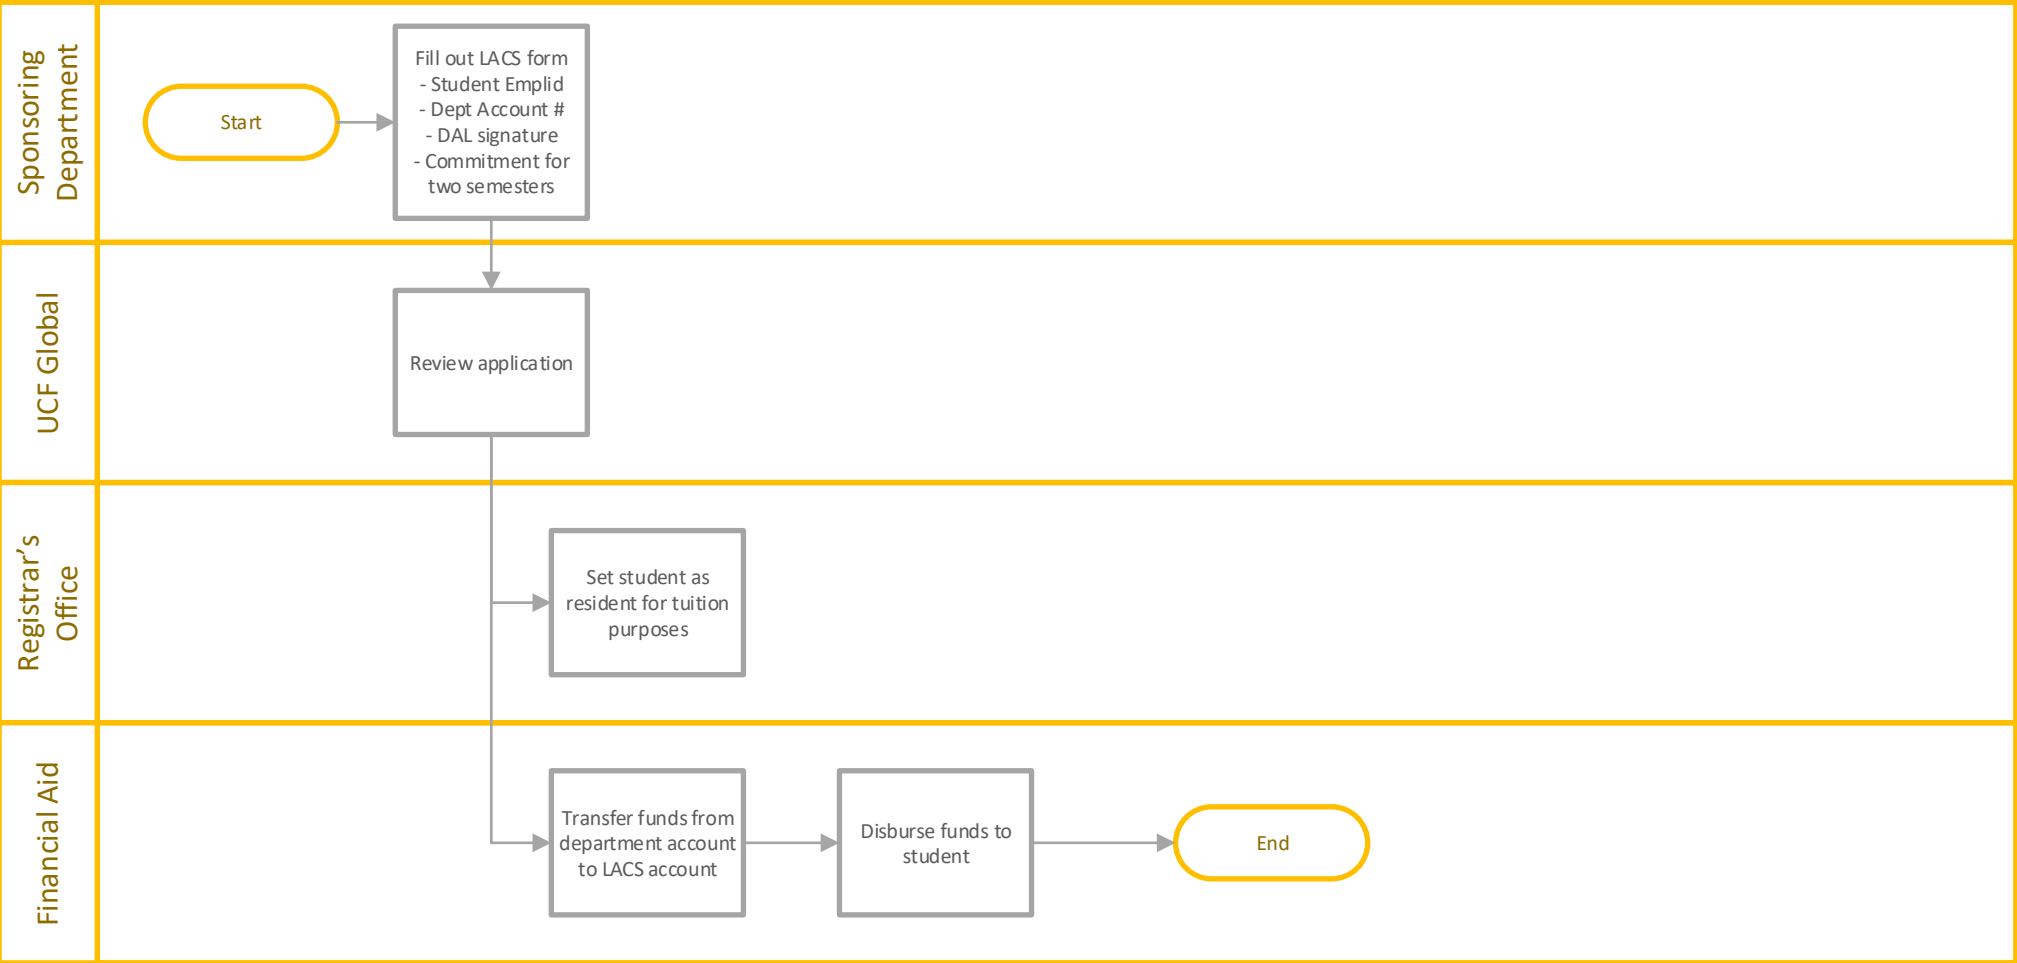 Sponsoring
Department
Start
Fill out LACS form
- Student Emplid
- Dept Account #
- DAL signature
- Commitment for
two semesters
UCF Global
Review application
Registrar’s
Office
Set student as
resident for tuition
purposes
Financial Aid
Transfer funds from
department account
to LACS account
Disburse funds to
student
End